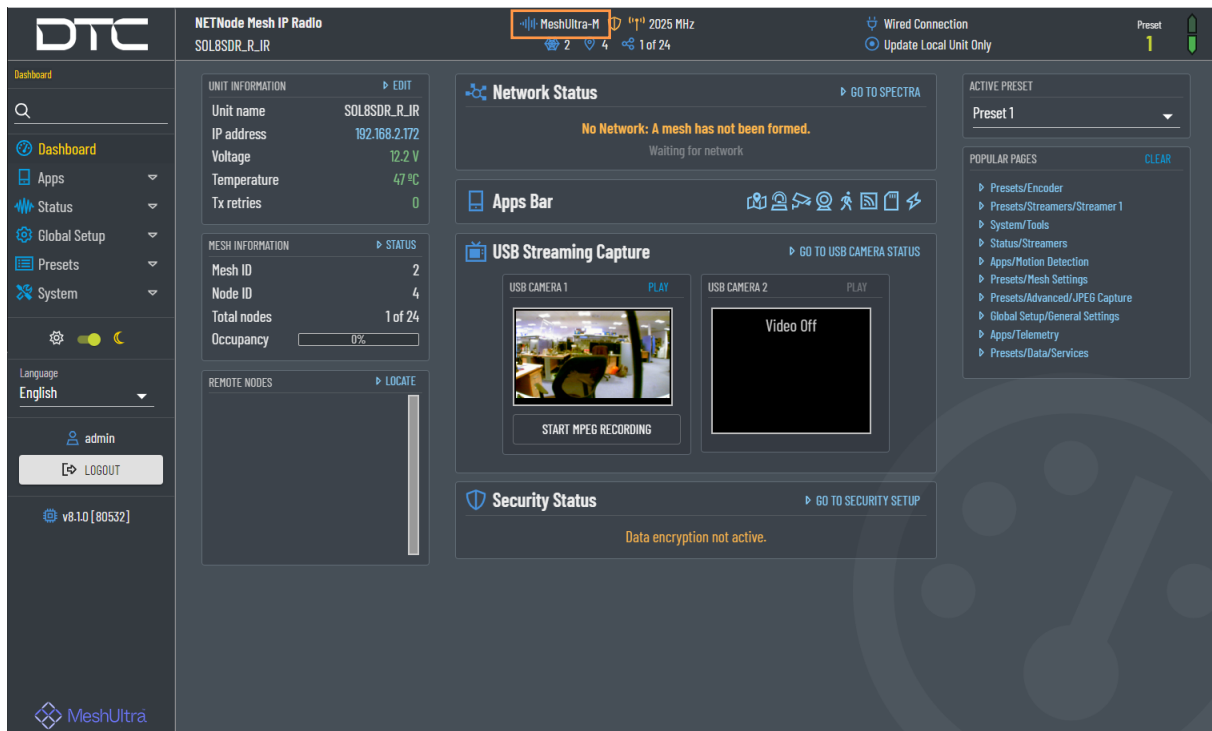 DTC
NETNode Mesh IP Radio
SOL8SDR_R_IR
MeshUltra-M 2025 MHz
2 4 1 of 24
Wired Connection
Update Local Unit Only
Preset
1
Dashboard
Dashboard
Apps
Status
Global Setup
Presets
System
Language
English
admin
LOGOUT
v8.1.0 [80532]
MeshUltra
UNIT INFORMATION EDIT
Unit name SOL8SDR_R_IR
IP address 192.168.2.172
Voltage 12.2 V
Temperature 47 ºC
Tx retries 0
MESH INFORMATION STATUS
Mesh ID 2
Node ID 4
Total nodes 1 of 24
Occupancy 0%
REMOTE NODES LOCATE
Network Status GO TO SPECTRA
No Network: A mesh has not been formed.
Waiting for network
Apps Bar
USB Streaming Capture GO TO USB CAMERA STATUS
USB CAMERA 1 PLAY
START MPEG RECORDING
USB CAMERA 2 PLAY
Video Off
Security Status GO TO SECURITY SETUP
Data encryption not active.
ACTIVE PRESET
Preset 1
POPULAR PAGES CLEAR
Presets/Encoder
Presets/Streamers/Streamer 1
System/Tools
Status/Streamers
Apps/Motion Detection
Presets/Mesh Settings
Presets/Advanced/JPEG Capture
Global Setup/General Settings
Apps/Telemetry
Presets/Data/Services